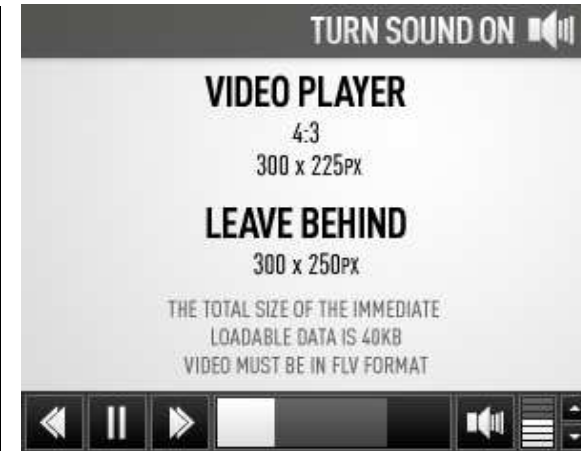 TURN SOUND ON
VIDEO PLAYER
4:3
300 x 225PX
LEAVE BEHIND
300 x 250PX
THE TOTAL SIZE OF THE IMMEDIATE
LOADABLE DATA IS 40KB
VIDEO MUST BE IN FLV FORMAT